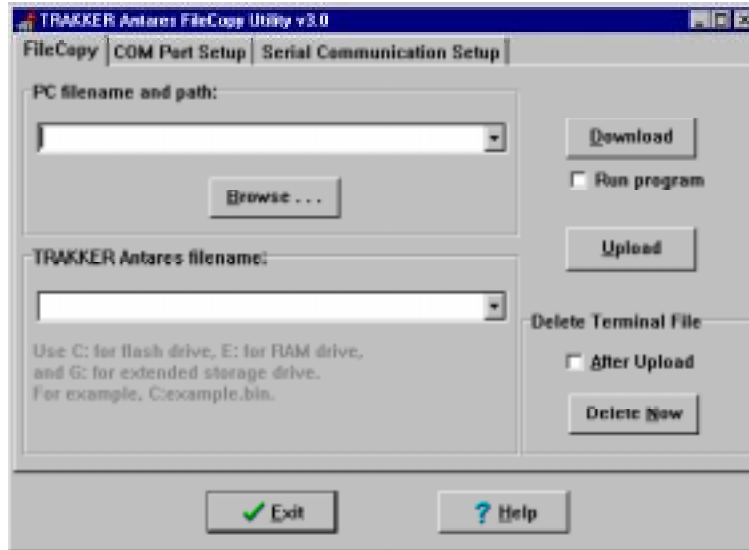 TRAKKER Antares FileCopy Utility v3.0
FileCopy
COM Port Setup
Serial Communication Setup
PC filename and path:
Browse . . .
Download
Run program
Upload
TRAKKER Antares filename:
Use C: for flash drive, E: for RAM drive,
and G: for extended storage drive.
For example, C:example.bin.
Delete Terminal File
After Upload
Delete Now
Exit
? Help